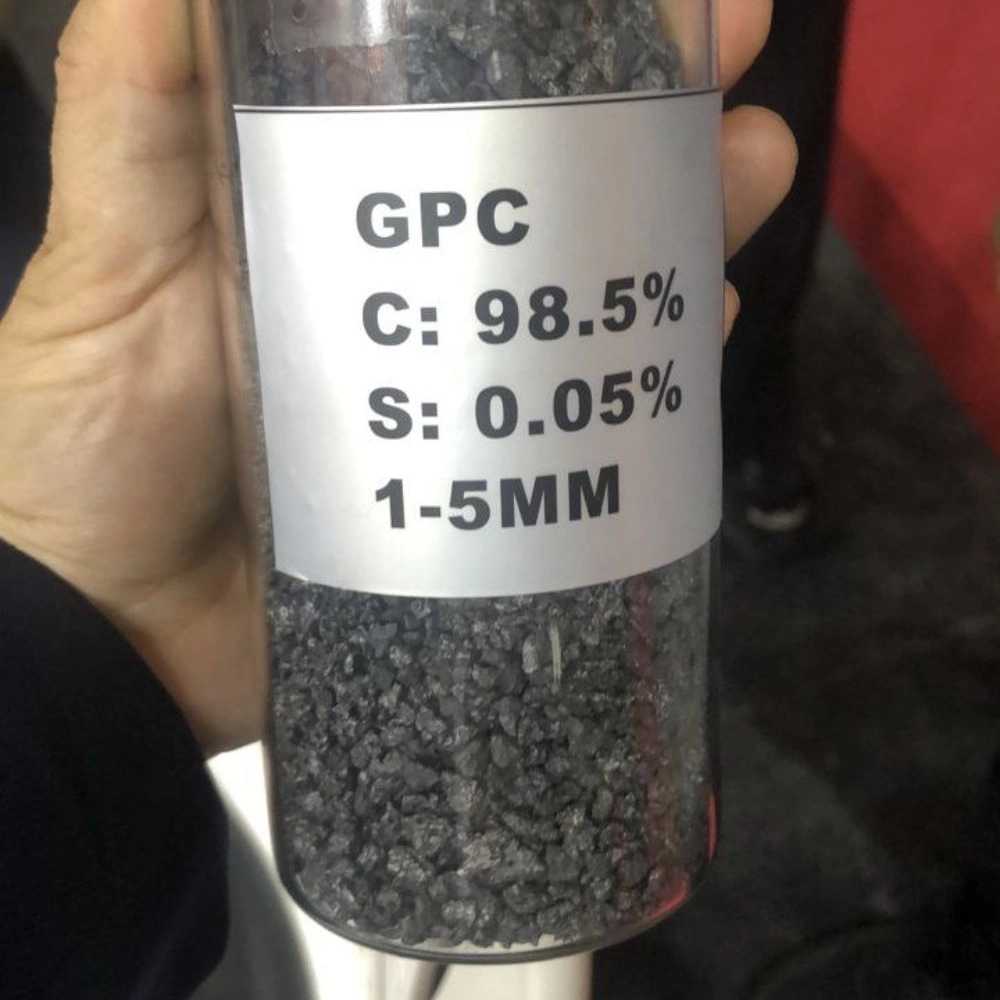 GPC
C: 98.5%
S: 0.05%
1-5MM